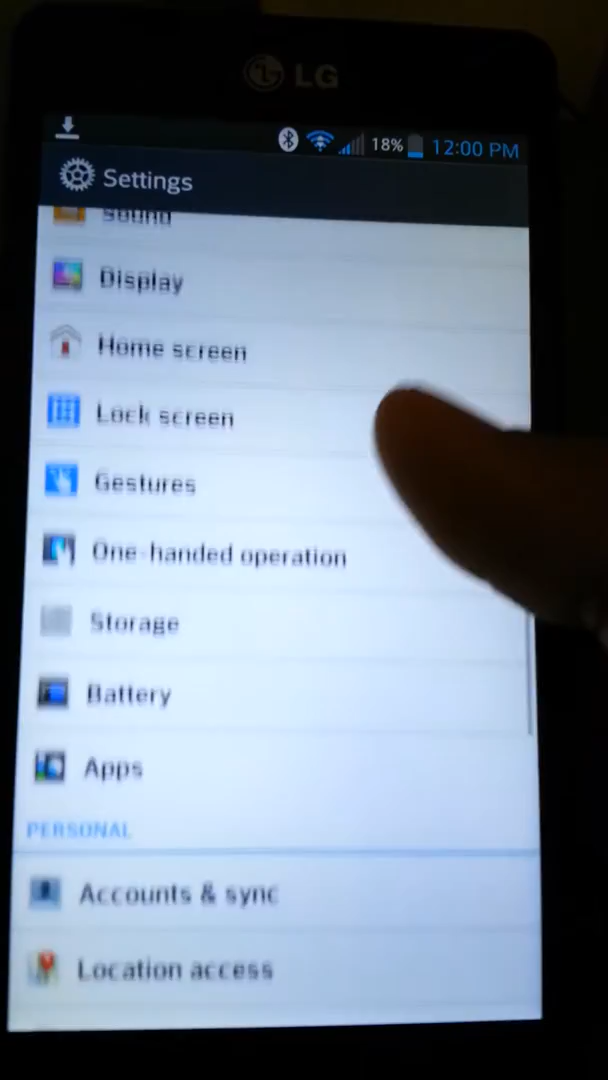 LG
18% 12:00 PM
Settings
Sound
Display
Home screen
Lock screen
Gestures
One-handed operation
Storage
Battery
Apps
PERSONAL
Accounts & sync
Location access